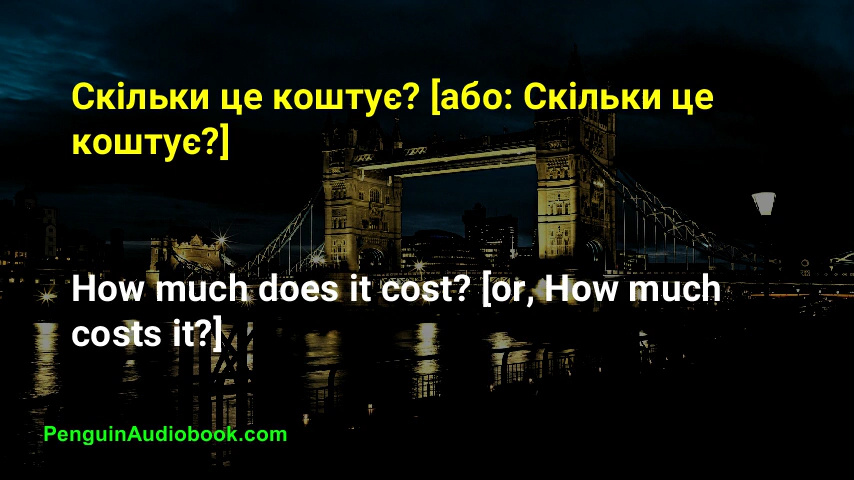 Скільки це коштує? [або: Скільки це
коштує?]
How much does it cost? [or, How much
costs it?]
PenguinAudiobook.com